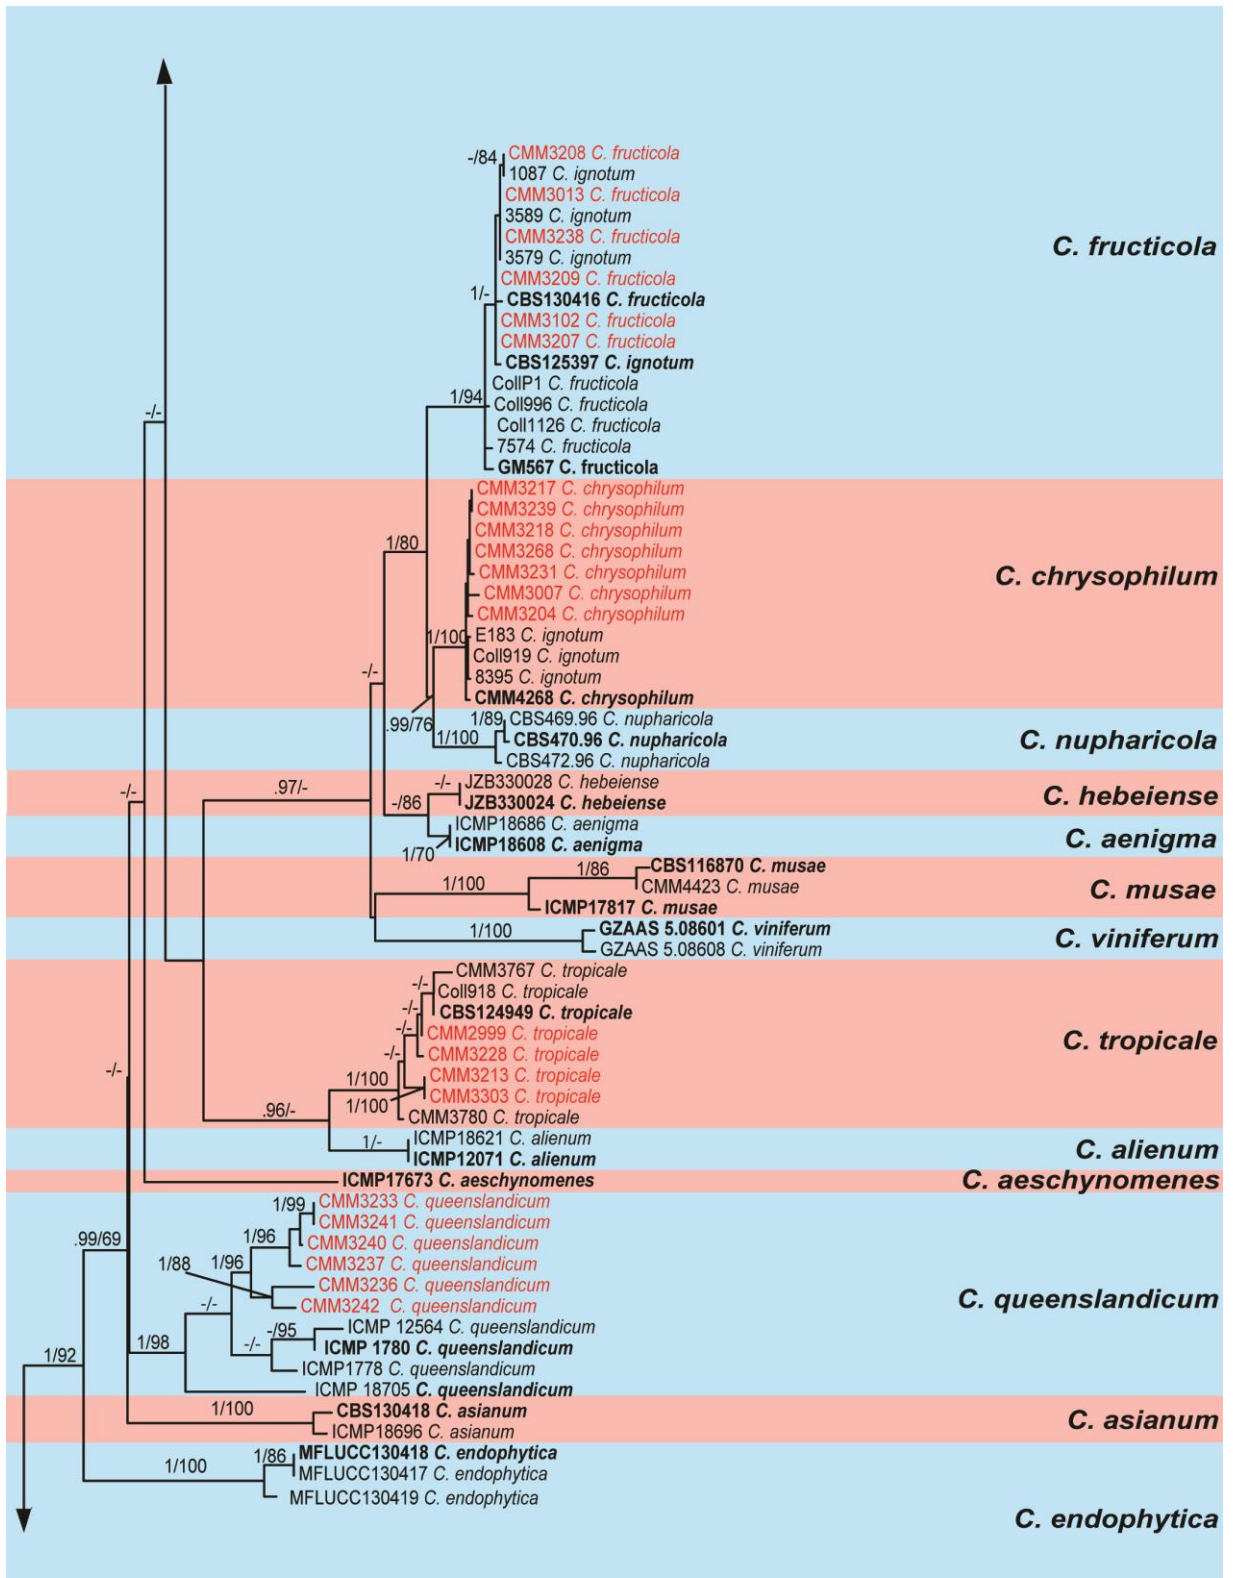 -/84
CMM3208 C. fructicola
1087 C. ignotum
CMM3013 C. fructicola
3589 C. ignotum
C. fructicola
CMM3238 C. fructicola
3579 C. ignotum
CMM3209 C. fructicola
1/-
CBS130416 C. fructicola
CMM3102 C. fructicola
CMM3207 C. fructicola
CBS125397 C. ignotum
CollP1 C. fructicola
1/94
Coll996 C. fructicola
-/-
Coll1126 C. fructicola
7574 C. fructicola
GM567 C. fructicola
CMM3217 C. chrysophilum
CMM3239 C. chrysophilum
CMM3218 C. chrysophilum
1/80
CMM3268 C. chrysophilum
CMM3231 C. chrysophilum
C. chrysophilum
CMM3007 C. chrysophilum
CMM3204 C. chrysophilum
1/100
E183 C. ignotum
Coll919 C. ignotum
-/-
8395 C. ignotum
CMM4268 C. chrysophilum
.99/76
1/89
CBS469.96 C. nupharicola
1/100
CBS470.96 C. nupharicola
C. nupharicola
CBS472.96 C. nupharicola
-/-
JZB330028 C. hebeiense
-/-
.97/-
-/86
JZB330024 C. hebeiense
C. hebeiense
ICMP18686 C. aenigma
ICMP18608 C. aenigma
C. aenigma
1/70
1/86
CBS116870 C. musae
1/100
CMM4423 C. musae
C. musae
ICMP17817 C. musae
1/100
GZAAS 5.08601 C. viniferum
C. viniferum
GZAAS 5.08608 C. viniferum
-/-
CMM3767 C. tropicale
Coll918 C. tropicale
-/-
CBS124949 C. tropicale
-/-
CMM2999 C. tropicale
C. tropicale
-/-
CMM3228 C. tropicale
-/-
1/100
CMM3213 C. tropicale
1/100
CMM3303 C. tropicale
.96/-
CMM3780 C. tropicale
1/-
ICMP18621 C. alienum
C. alienum
ICMP12071 C. alienum
ICMP17673 C. aeschynomenes
C. aeschynomenes
1/99
CMM3233 C. queenslandicum
CMM3241 C. queenslandicum
.99/69
1/96
CMM3240 C. queenslandicum
1/88
1/96
CMM3237 C. queenslandicum
CMM3236 C. queenslandicum
C. queenslandicum
-/-
CMM3242 C. queenslandicum
-/95
ICMP 12564 C. queenslandicum
1/92
1/98
-/-
ICMP 1780 C. queenslandicum
ICMP1778 C. queenslandicum
ICMP 18705 C. queenslandicum
1/100
CBS130418 C. asianum
C. asianum
ICMP18696 C. asianum
1/86
MFLUCC130418 C. endophytica
1/100
MFLUCC130417 C. endophytica
MFLUCC130419 C. endophytica
C. endophytica